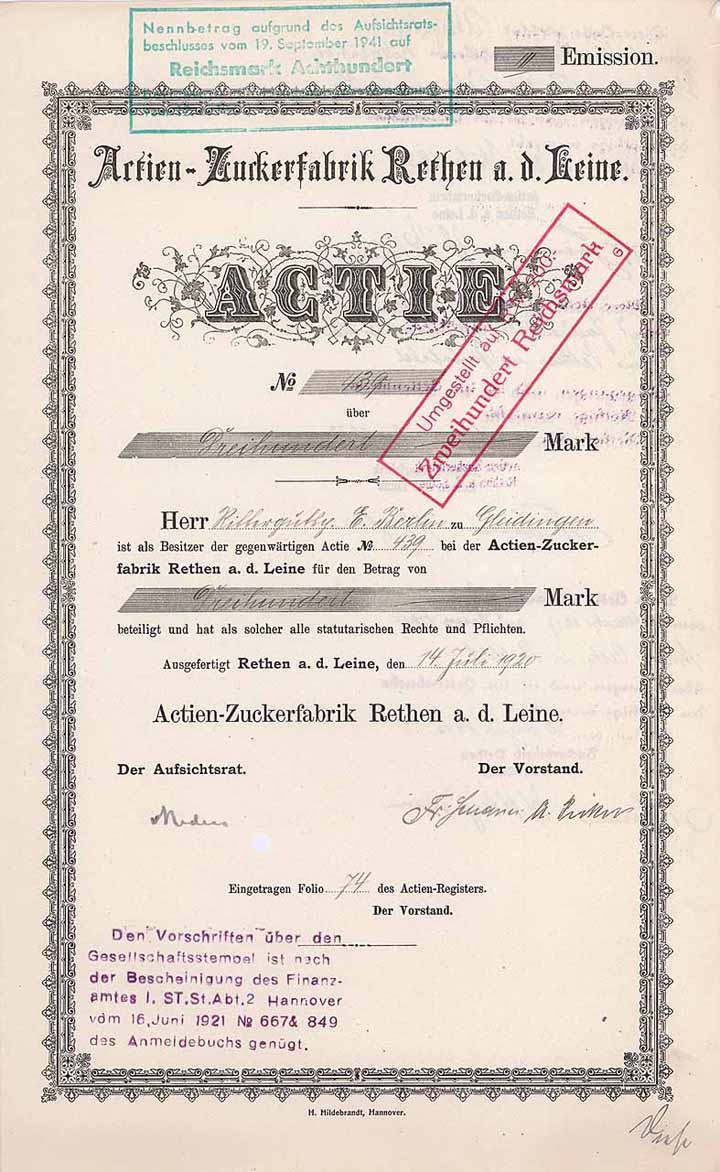 Nennbetrag aufgrund des Aufsichtsrats-
beschlusses vom 19. September 1941 auf
Reichsmark Achthundert
III Emission.
Actien-Zuckerfabrik Rethen a. d. Leine.
ACTIE
No 439
über
Dreihundert Mark
Umgestellt auf
Zweihundert Reichsmark
G
Herr E. Berlin zu Gleidingen
ist als Besitzer der gegenwärtigen Actie No 439 bei der Actien-Zucker-
fabrik Rethen a. d. Leine für den Betrag von
Dreihundert Mark
beteiligt und hat als solcher alle statutarischen Rechte und Pflichten.
Ausgefertigt Rethen a. d. Leine, den 14. Juli 1920
Actien-Zuckerfabrik Rethen a. d. Leine.
Der Aufsichtsrat. Der Vorstand.
Eingetragen Folio 74 des Actien-Registers.
Der Vorstand.
Den Vorschriften über den
Gesellschaftsstempel ist nach
der Bescheinigung des Finanz-
amtes I. ST.St.Abt.2 Hannover
vom 16. Juni 1921 No 667& 849
des Anmeldebuchs genügt.
H. Hildebrandt, Hannover.